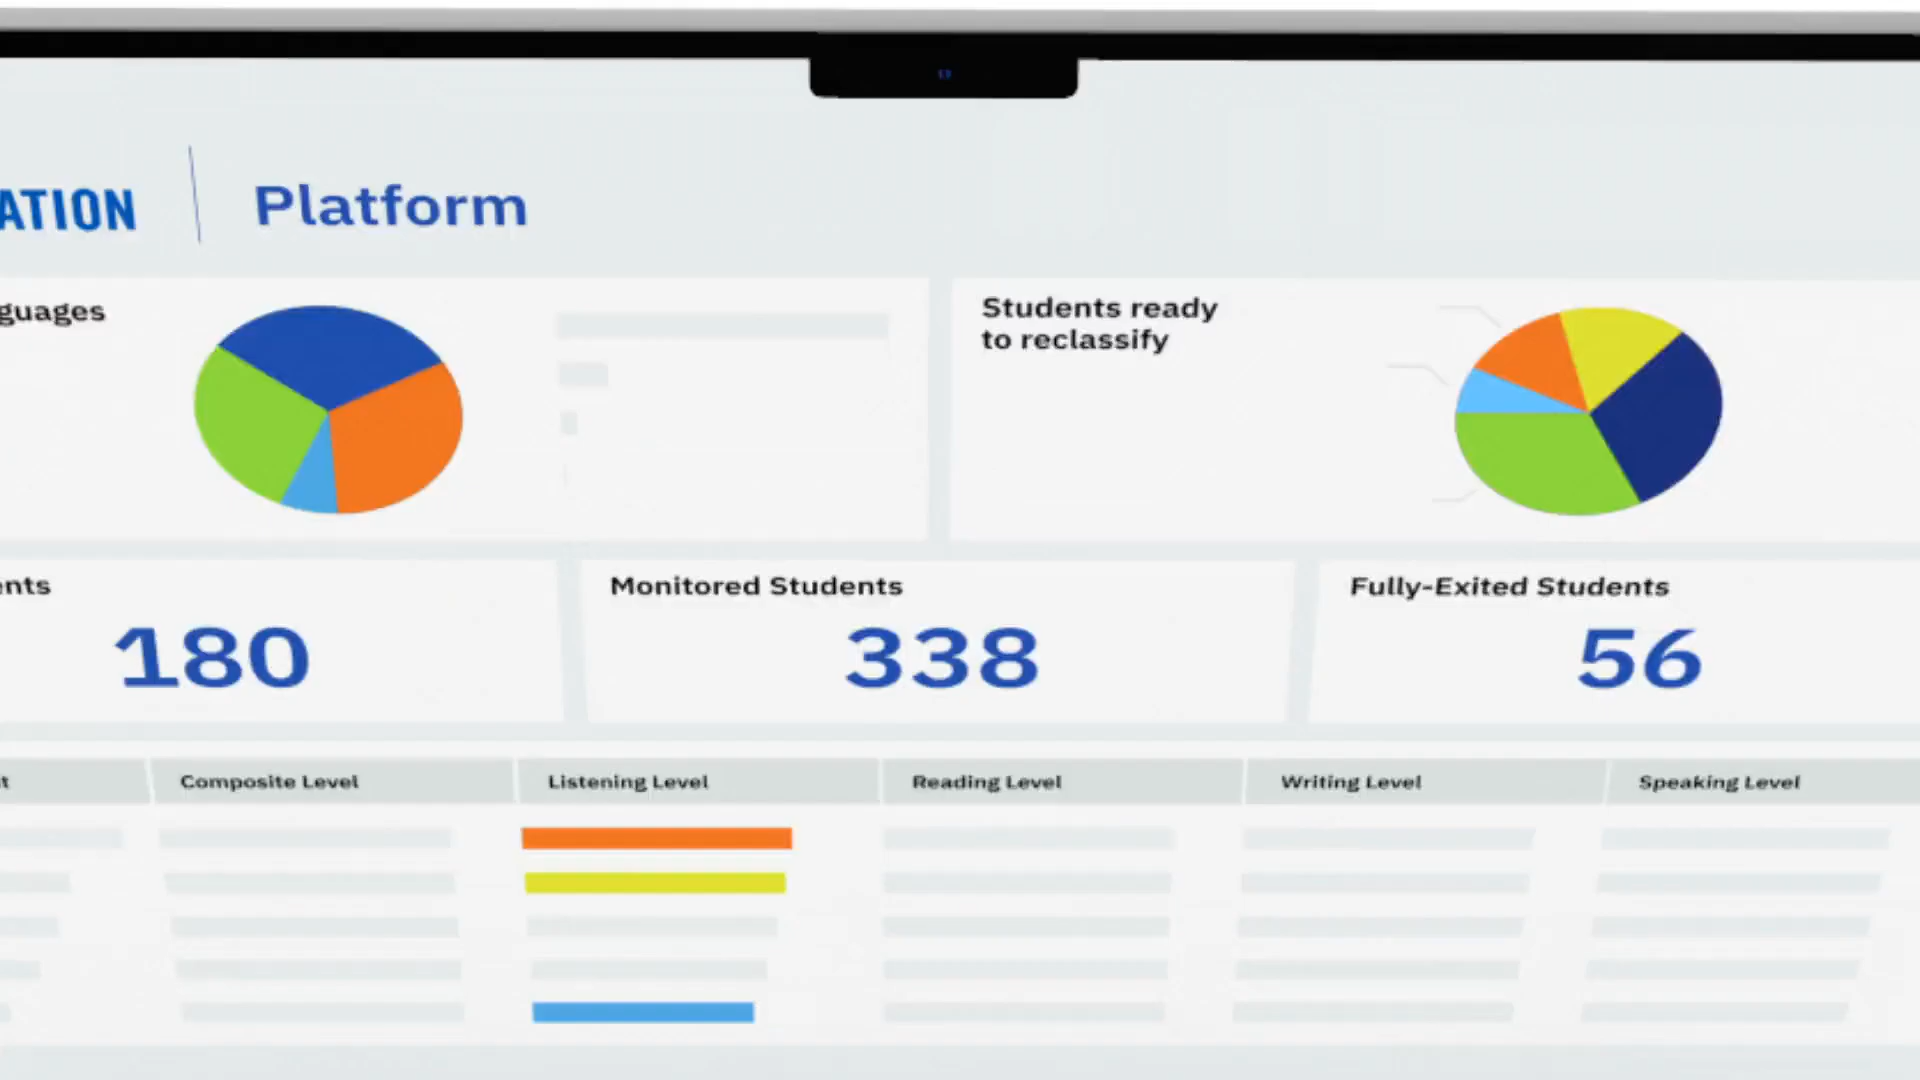 ATION
Platform
guages
Students ready
to reclassify
ents
180
Monitored Students
338
Fully-Exited Students
56
t
Composite Level
Listening Level
Reading Level
Writing Level
Speaking Level